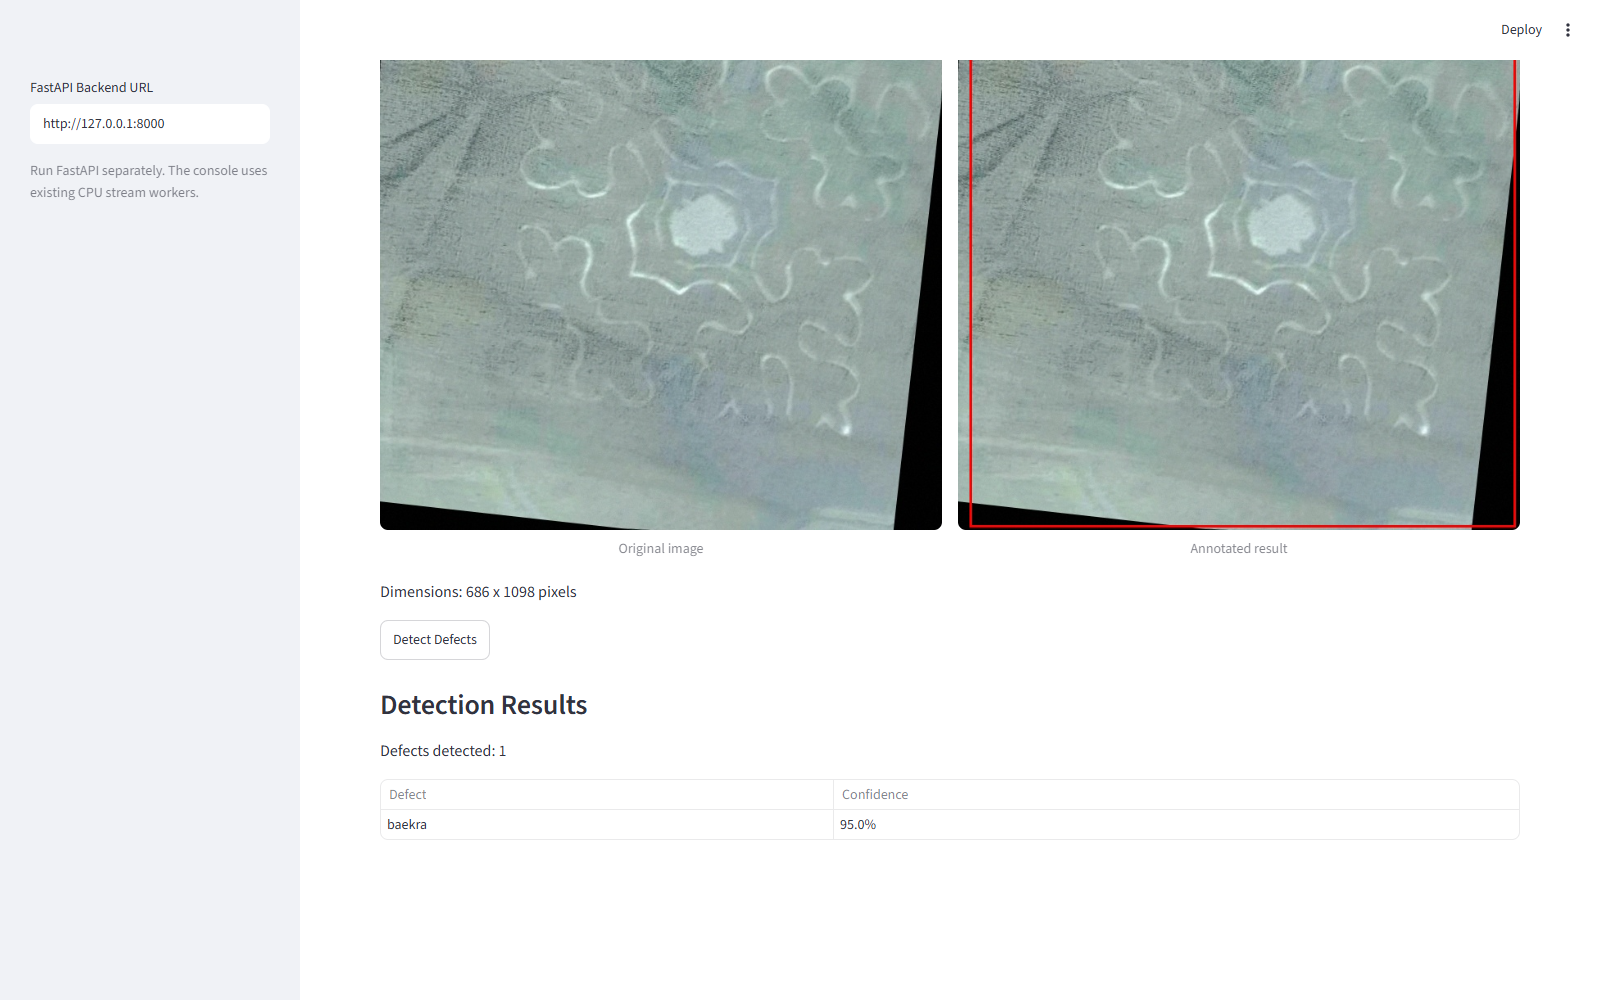 Deploy
FastAPI Backend URL
http://127.0.0.1:8000
Run FastAPI separately. The console uses
existing CPU stream workers.
Original image
Annotated result
Dimensions: 686 x 1098 pixels
Detect Defects
Detection Results
Defects detected: 1
Defect Confidence
baekra 95.0%